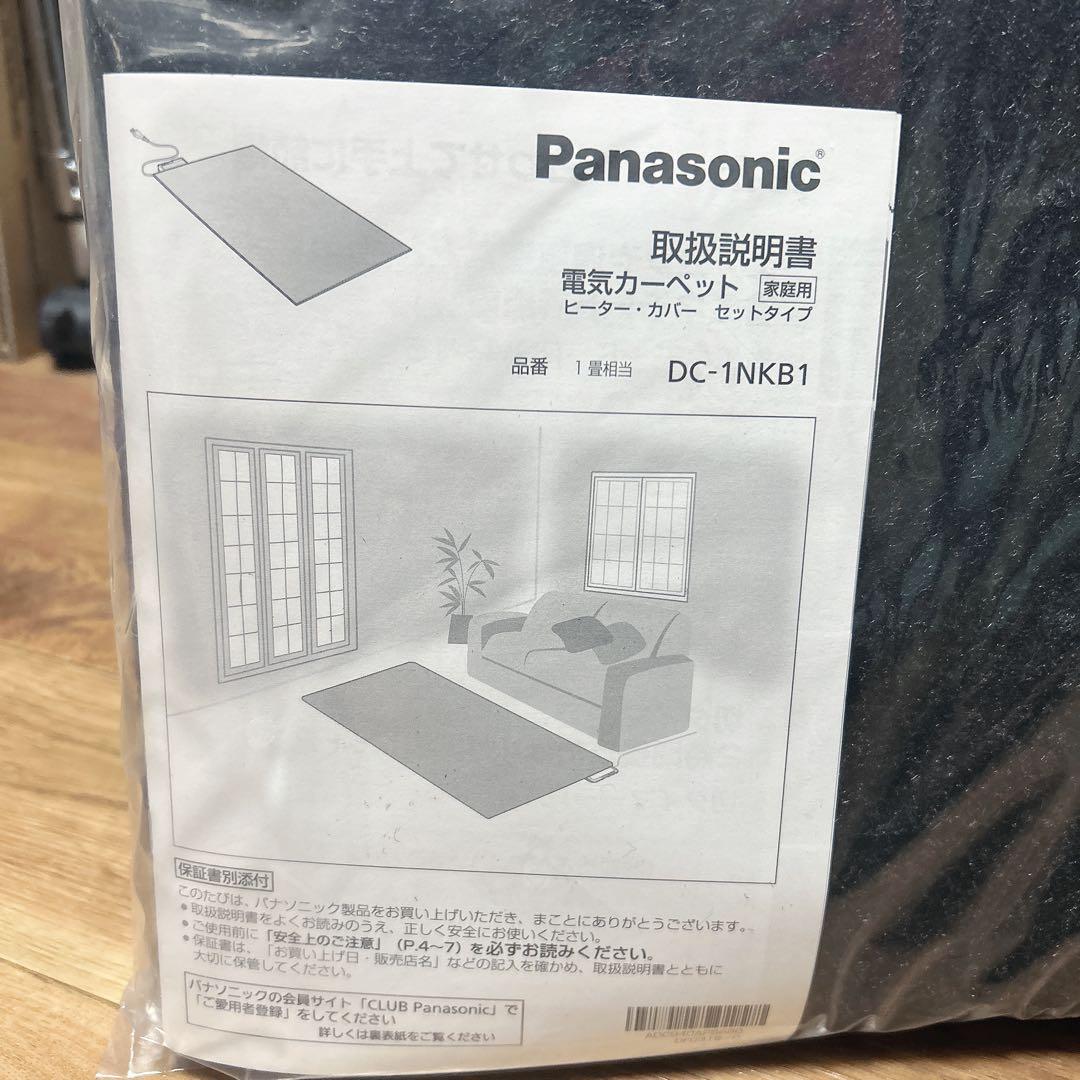 Panasonic®
取扱説明書
電気カーペット 家庭用
ヒーター・カバー セットタイプ
品番 1畳相当 DC-1NKB1
保証書別添付
このたびは、パナソニック製品をお買い上げいただき、まことにありがとうございます。
●取扱説明書をよくお読みのうえ、正しく安全にお使いください。
●ご使用前に「安全上のご注意」（P.4～7）を必ずお読みください。
●保証書は、「お買い上げ日・販売店名」などの記入を確かめ、取扱説明書とともに
大切に保管してください。
パナソニックの会員サイト「CLUB Panasonic」で
「ご愛用者登録」をしてください
詳しくは裏表紙をご覧ください